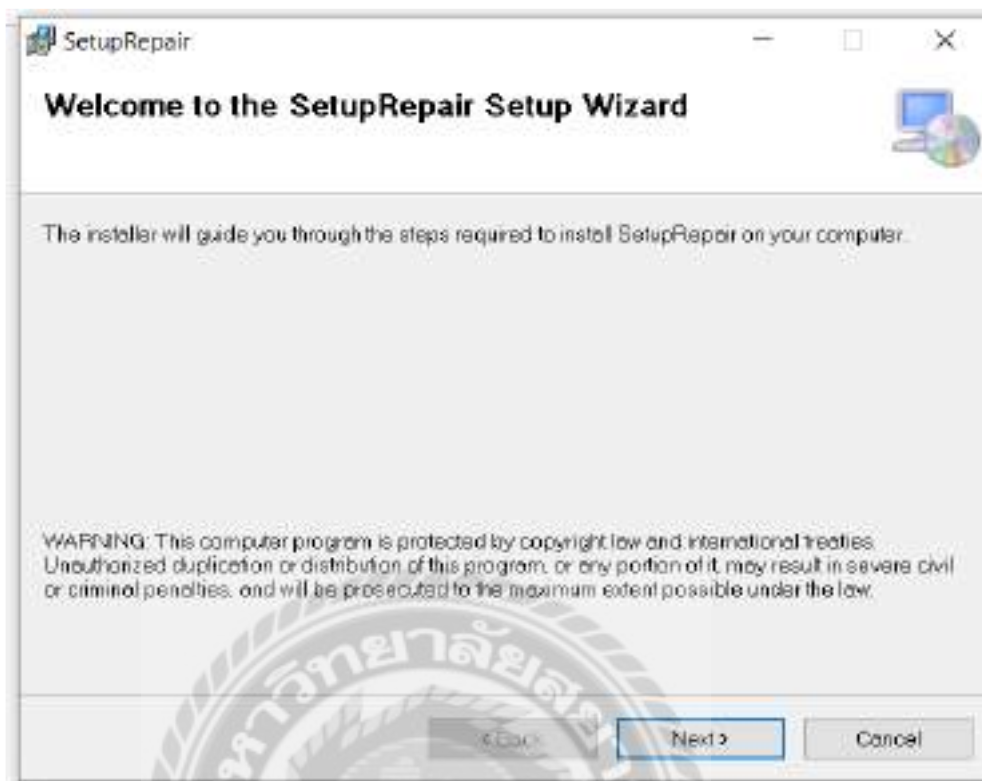 SetupRepair
Welcome to the SetupRepair Setup Wizard
The installer will guide you through the steps required to install SetupRepair on your computer.
WARNING: This computer program is protected by copyright law and international treaties.
Unauthorized duplication or distribution of this program, or any portion of it, may result in severe civil
or criminal penalties, and will be prosecuted to the maximum extent possible under the law.
< Back
Next >
Cancel